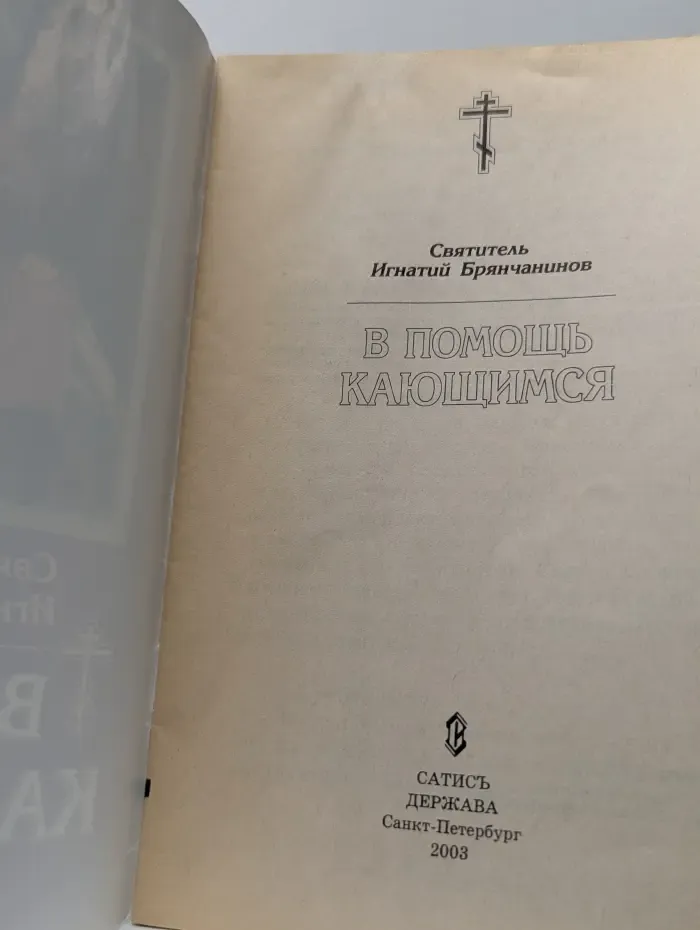 Святитель
Игнатий Брянчанинов
В ПОМОЩЬ
КАЮЩИМСЯ
САТИСЪ
ДЕРЖАВА
Санкт-Петербург
2003